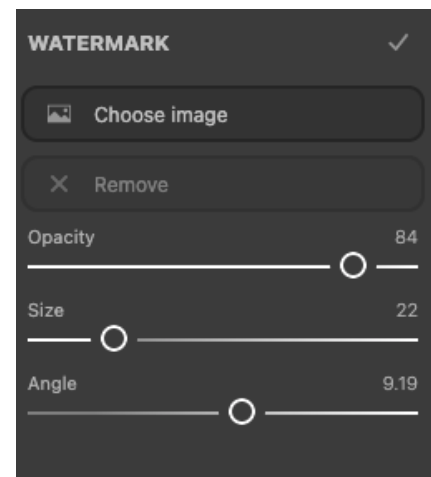 WATERMARK
Choose image
Remove
Opacity 84
Size 22
Angle 9.19